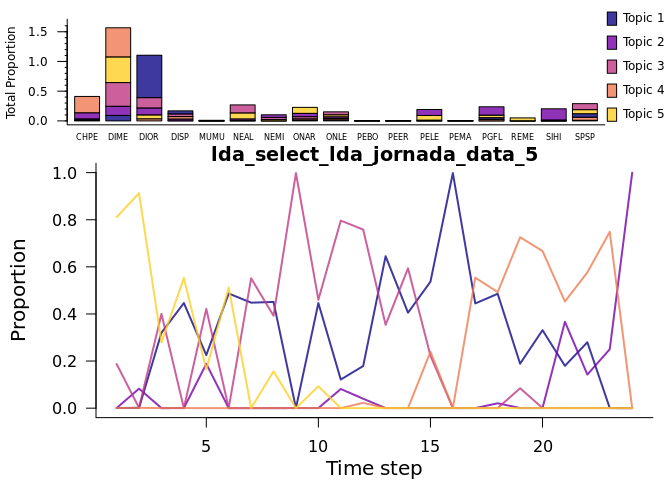 Total Proportion
1.5
1.0
0.5
0.0
CHPE DIME DIOR DISP MUMU NEAL NEMI ONAR ONLE PEBO PEER PELE PEMA PGFL REME SIHI SPSP
Topic 1
Topic 2
Topic 3
Topic 4
Topic 5
lda_select_lda_jornada_data_5
Proportion
1.0
0.8
0.6
0.4
0.2
0.0
5 10 15 20
Time step